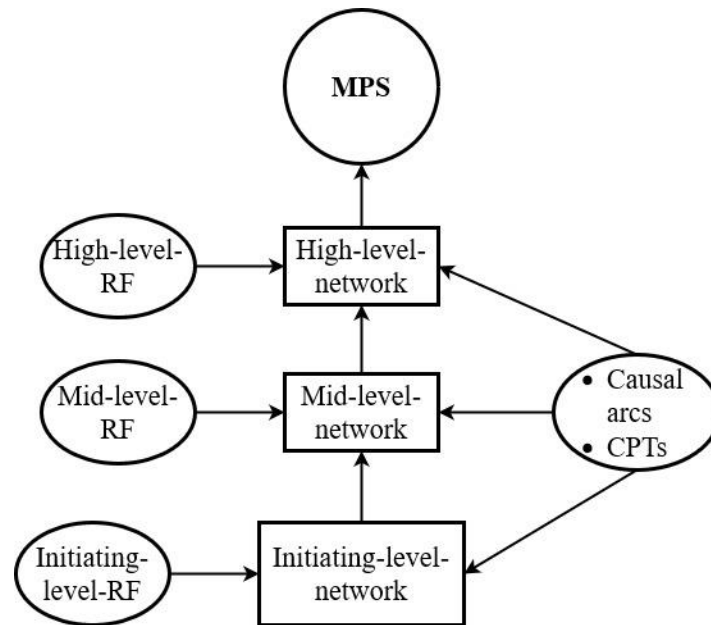 MPS
High-level-
RF
High-level-
network
Mid-level-
RF
Mid-level-
network
• Causal
arcs
• CPTs
Initiating-
level-RF
Initiating-level-
network